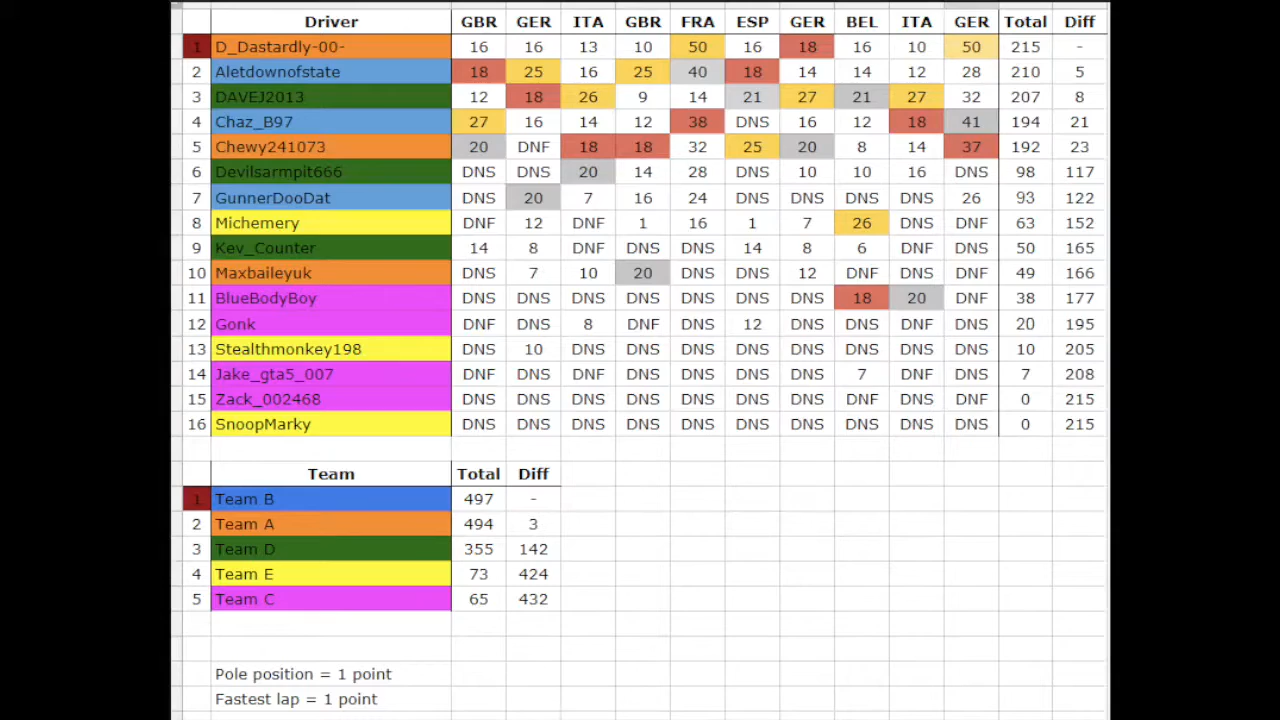 Driver GBR GER ITA GBR FRA ESP GER BEL ITA GER Total Diff
1 D_Dastardly-00- 16 16 13 10 50 16 18 16 10 50 215 -
2 Aletdownofstate 18 25 16 25 40 18 14 14 12 28 210 5
3 DAVEJ2013 12 18 26 9 14 21 27 21 27 32 207 8
4 Chaz_B97 27 16 14 12 38 DNS 16 12 18 41 194 21
5 Chewy241073 20 DNF 18 18 32 25 20 8 14 37 192 23
6 Devilsarmpit666 DNS DNS 20 14 28 DNS 10 10 16 DNS 98 117
7 GunnerDooDat DNS 20 7 16 24 DNS DNS DNS DNS 26 93 122
8 Michemery DNF 12 DNF 1 16 1 7 26 DNS DNF 63 152
9 Kev_Counter 14 8 DNF DNS DNS 14 8 6 DNF DNS 50 165
10 Maxbaileyuk DNS 7 10 20 DNS DNS 12 DNF DNS DNF 49 166
11 BlueBodyBoy DNS DNS DNS DNS DNS DNS DNS 18 20 DNF 38 177
12 Gonk DNF DNS 8 DNF DNS 12 DNS DNS DNF DNS 20 195
13 Stealthmonkey198 DNS 10 DNS DNS DNS DNS DNS DNS DNS DNS 10 205
14 Jake_gta5_007 DNF DNS DNF DNS DNS DNS DNS 7 DNF DNS 7 208
15 Zack_002468 DNS DNS DNS DNS DNS DNS DNS DNF DNS DNS 0 215
16 SnoopMarky DNS DNS DNS DNS DNS DNS DNS DNS DNS DNS 0 215
Team Total Diff
1 Team B 497 -
2 Team A 494 3
3 Team D 355 142
4 Team E 73 424
5 Team C 65 432
Pole position = 1 point
Fastest lap = 1 point